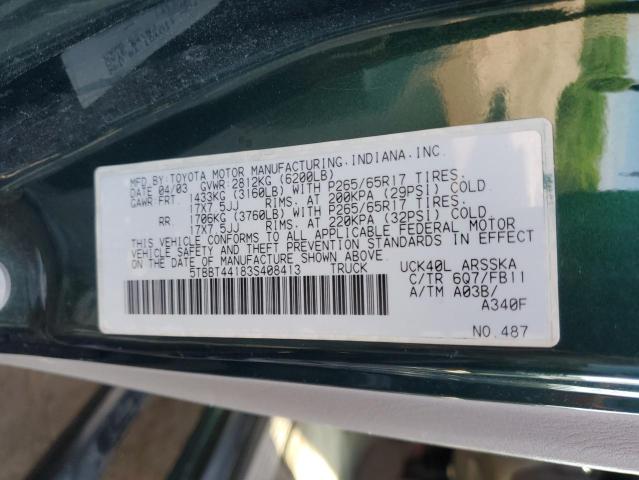 MFD.BY:TOYOTA MOTOR MANUFACTURING,INDIANA,INC.
DATE 04/03 GVWR:2812KG (6200LB)
GAWR:FRT. 1433KG (3160LB) WITH P265/65R17 TIRES.
17X7.5JJ RIMS. AT 200KPA (29PSI) COLD
RR. 1706KG (3760LB) WITH P265/65R17 TIRES.
17X7.5JJ RIMS. AT 220KPA (32PSI) COLD
THIS VEHICLE CONFORMS TO ALL APPLICABLE FEDERAL MOTOR
VEHICLE SAFETY AND THEFT PREVENTION STANDARDS IN EFFECT
ON THE DATE OF MANUFACTURE SHOWN ABOVE.
5TBBT44183S408413 TRUCK
UCK40L ARSSKA
C/TR 6Q7/FB11
A/TM A03B/
A340F
NO.487